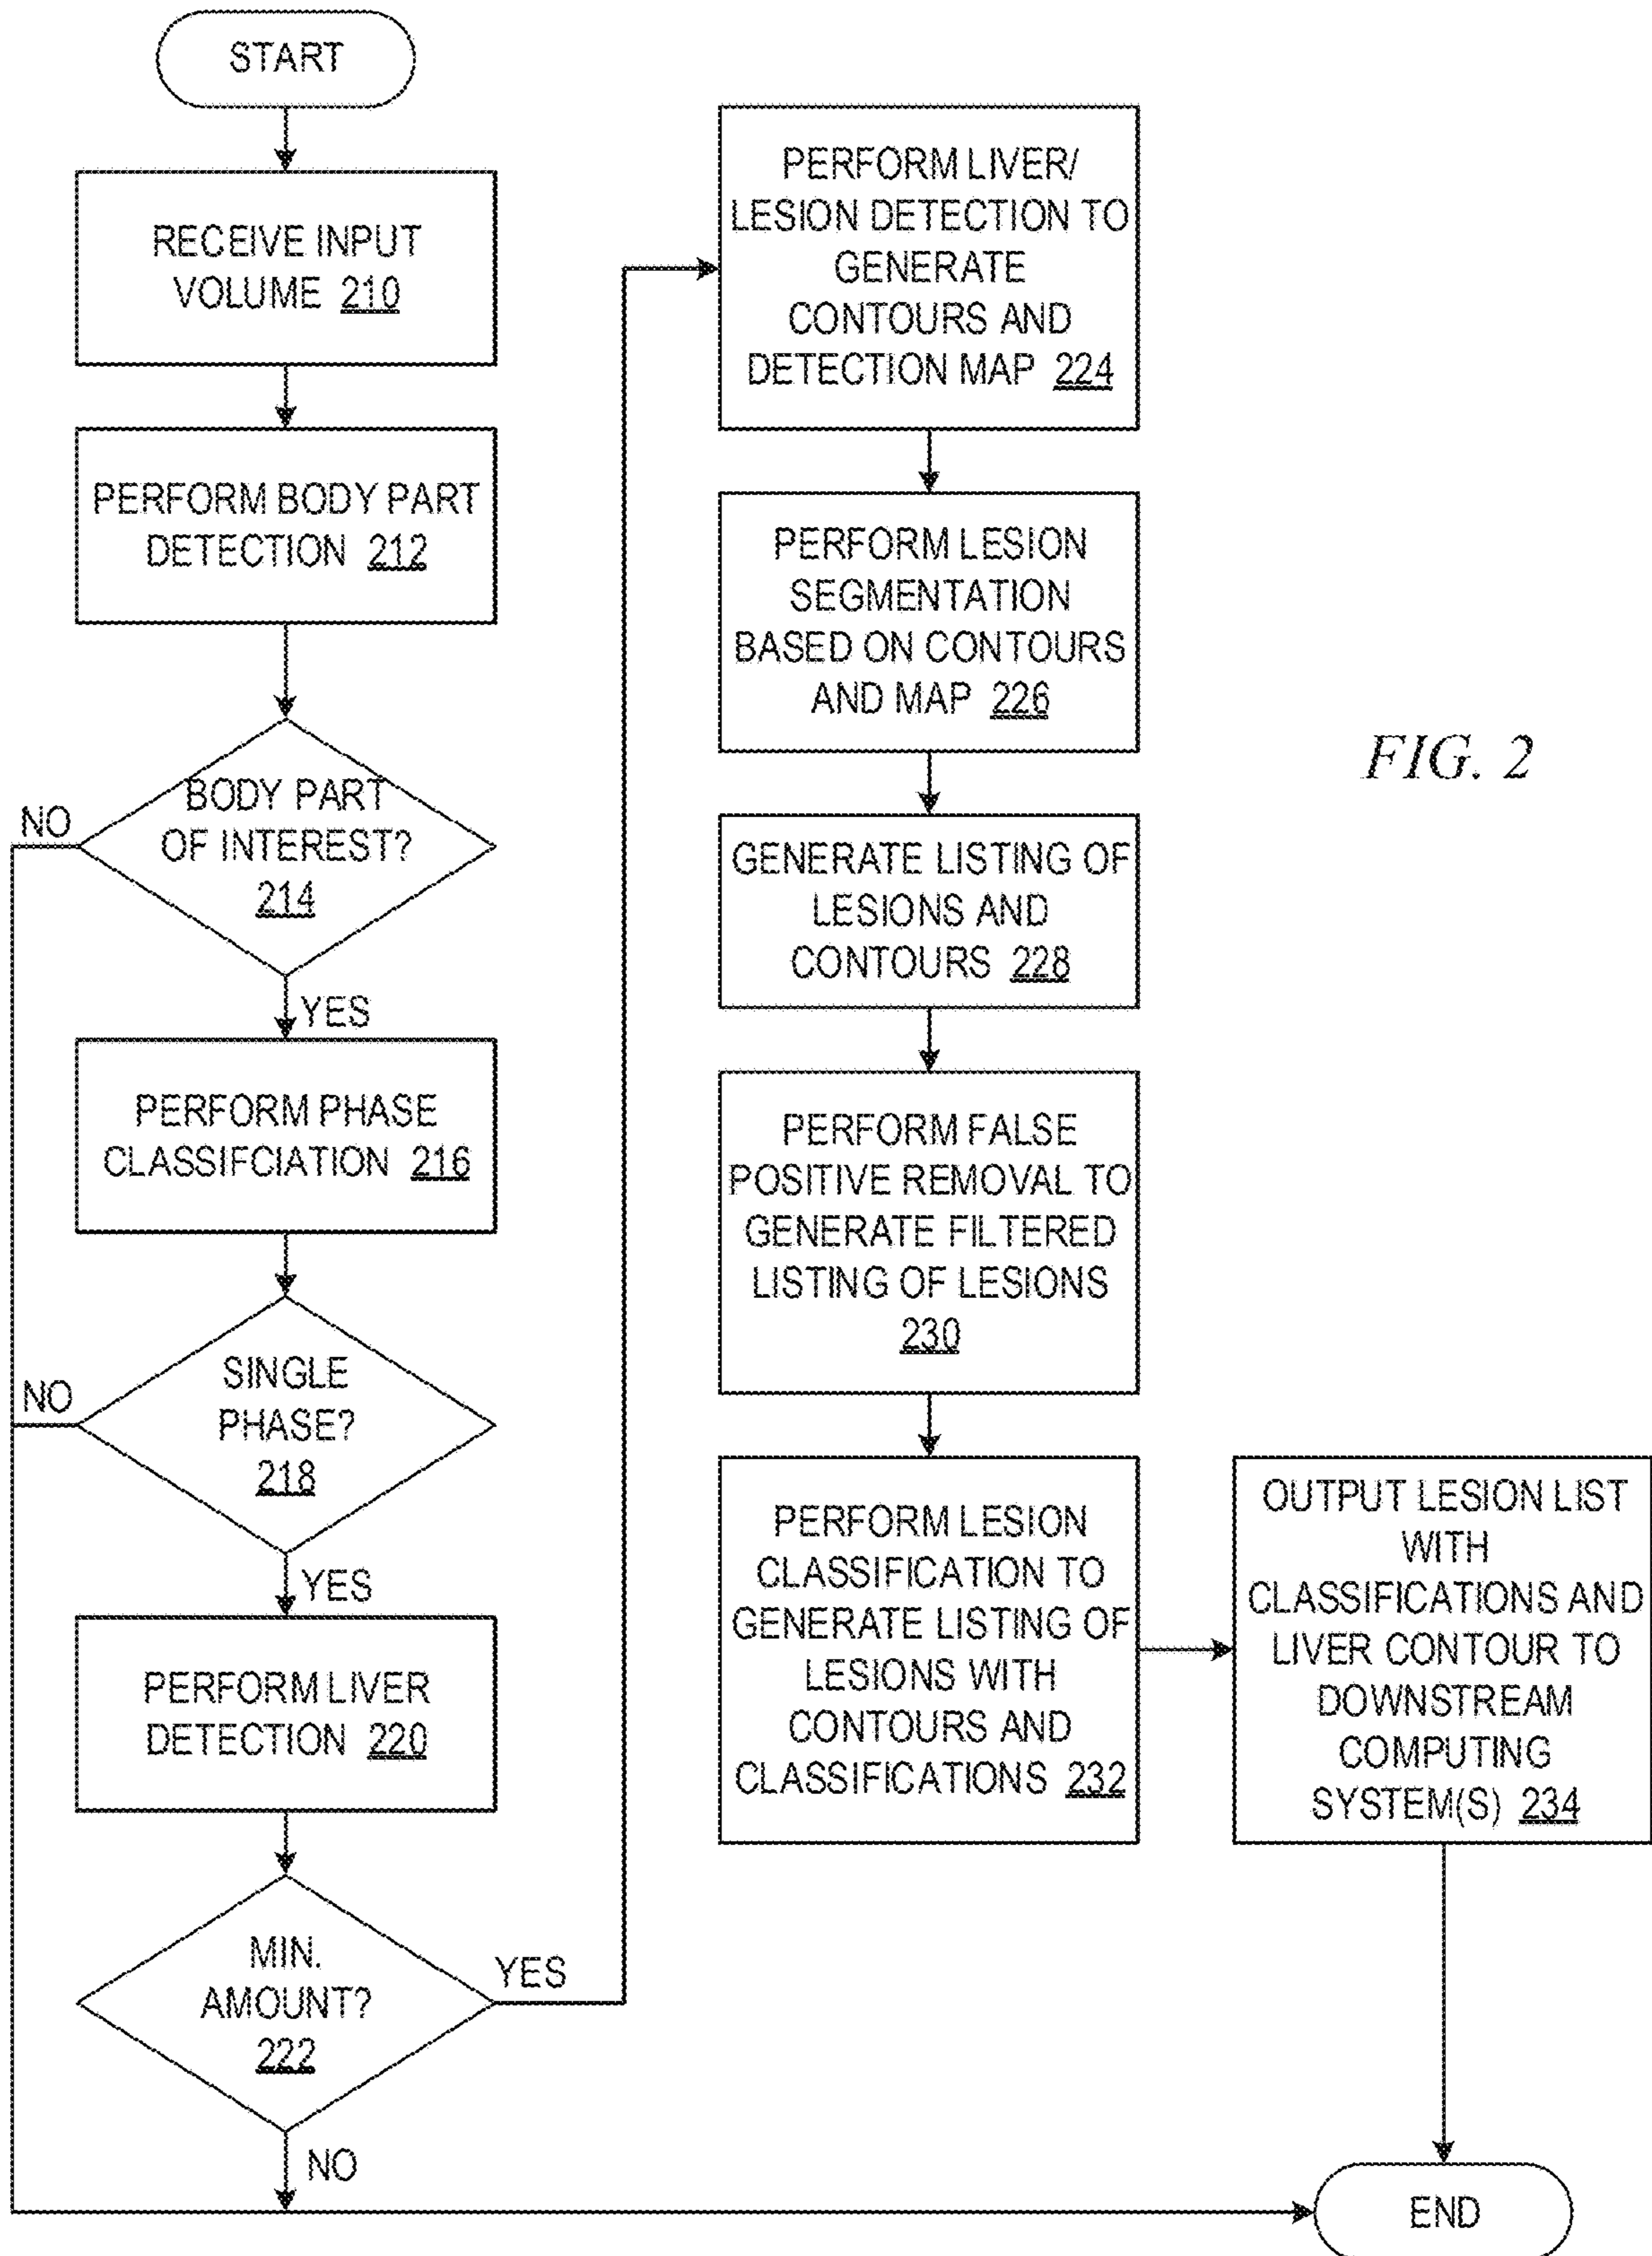 START
RECEIVE INPUT
VOLUME 210
PERFORM BODY PART
DETECTION 212
BODY PART
OF INTEREST?
214
NO
YES
PERFORM PHASE
CLASSIFCIATION 216
SINGLE
PHASE?
218
NO
YES
PERFORM LIVER
DETECTION 220
MIN.
AMOUNT?
222
YES
NO
PERFORM LIVER/
LESION DETECTION TO
GENERATE
CONTOURS AND
DETECTION MAP 224
PERFORM LESION
SEGMENTATION
BASED ON CONTOURS
AND MAP 226
GENERATE LISTING OF
LESIONS AND
CONTOURS 228
PERFORM FALSE
POSITIVE REMOVAL TO
GENERATE FILTERED
LISTING OF LESIONS
230
PERFORM LESION
CLASSIFICATION TO
GENERATE LISTING OF
LESIONS WITH
CONTOURS AND
CLASSIFICATIONS 232
OUTPUT LESION LIST
WITH
CLASSIFICATIONS AND
LIVER CONTOUR TO
DOWNSTREAM
COMPUTING
SYSTEM(S) 234
END
FIG. 2